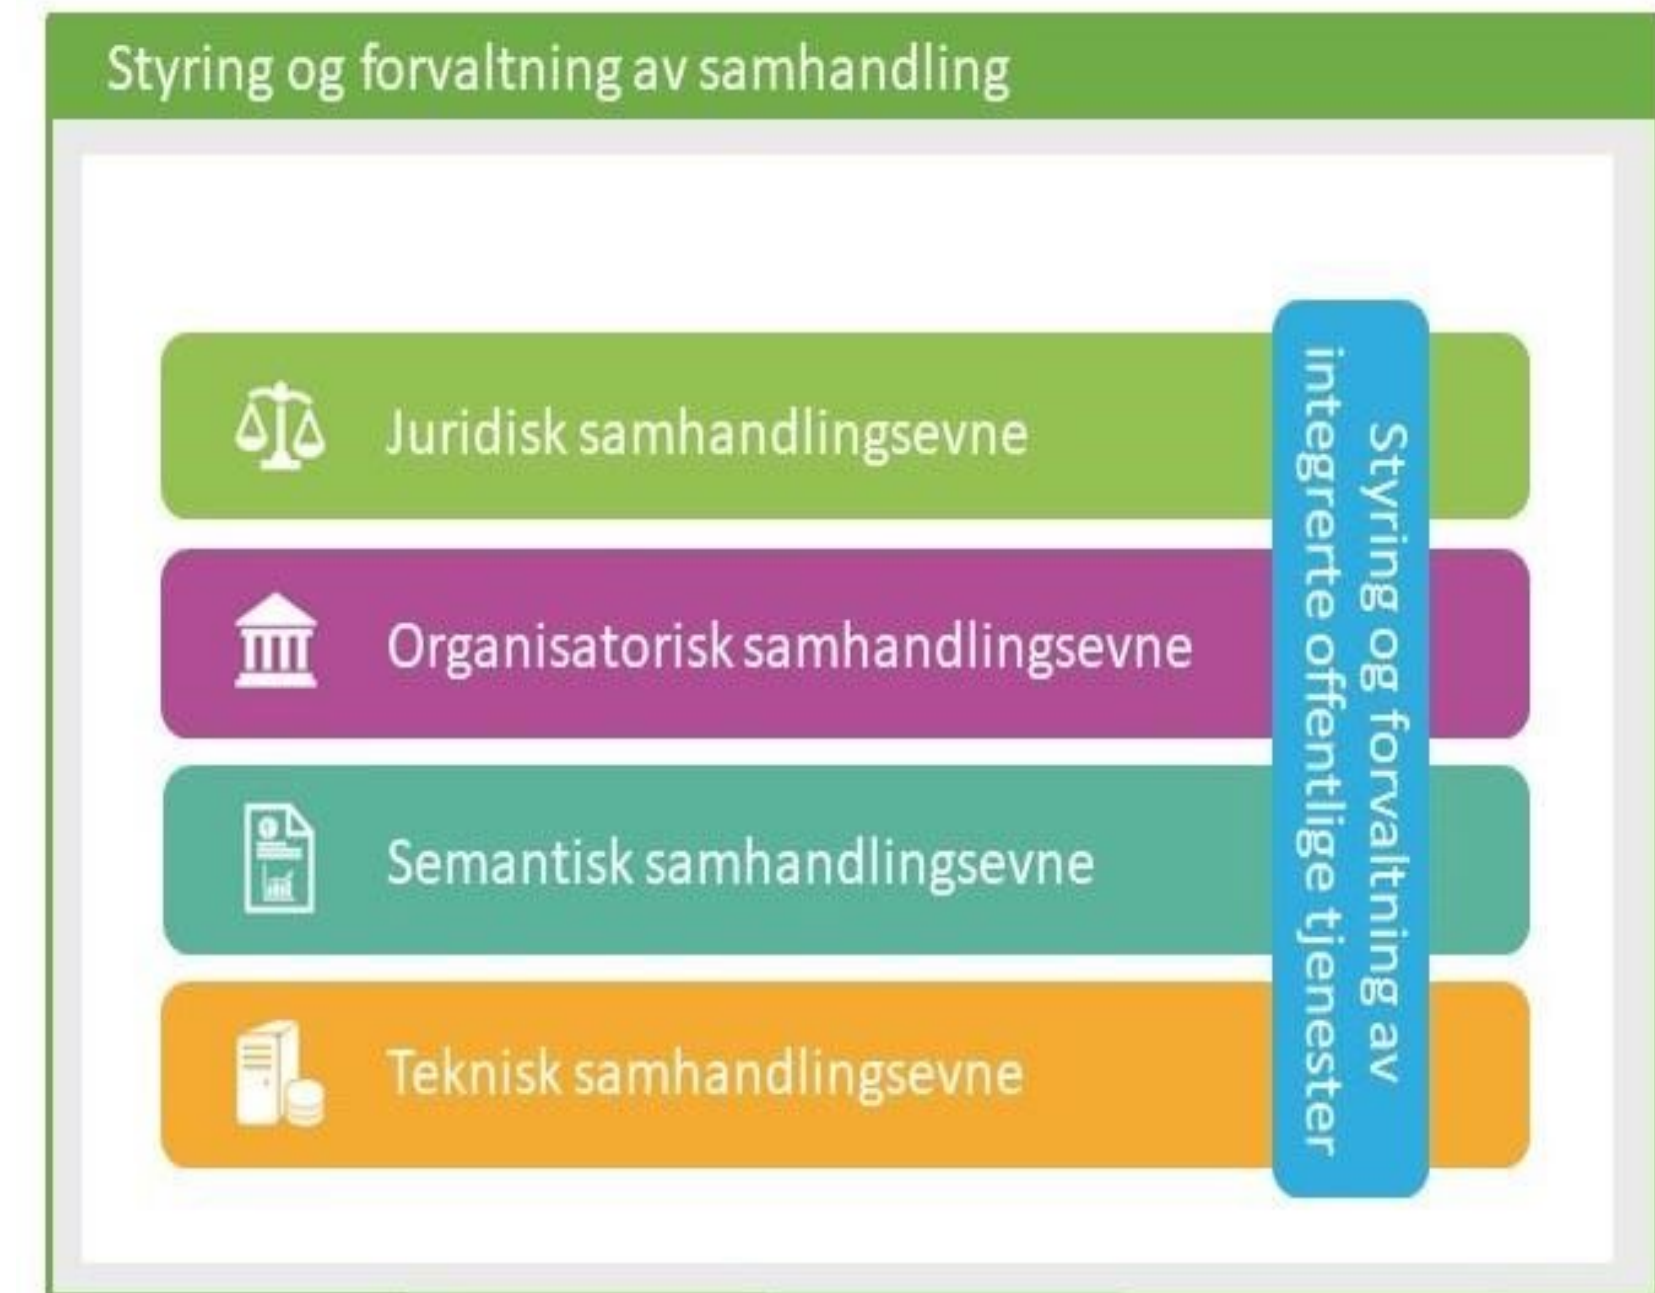 Styring og forvaltning av samhandling
Juridisk samhandlingsevne
Organisatorisk samhandlingsevne
Semantisk samhandlingsevne
Teknisk samhandlingsevne
Styring og forvaltning av
integrerte offentlige tjenester